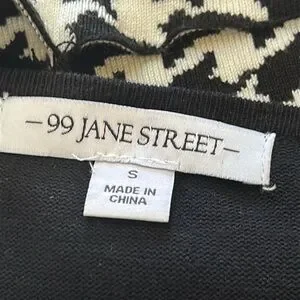 – 99 JANE STREET –
S
MADE IN
CHINA